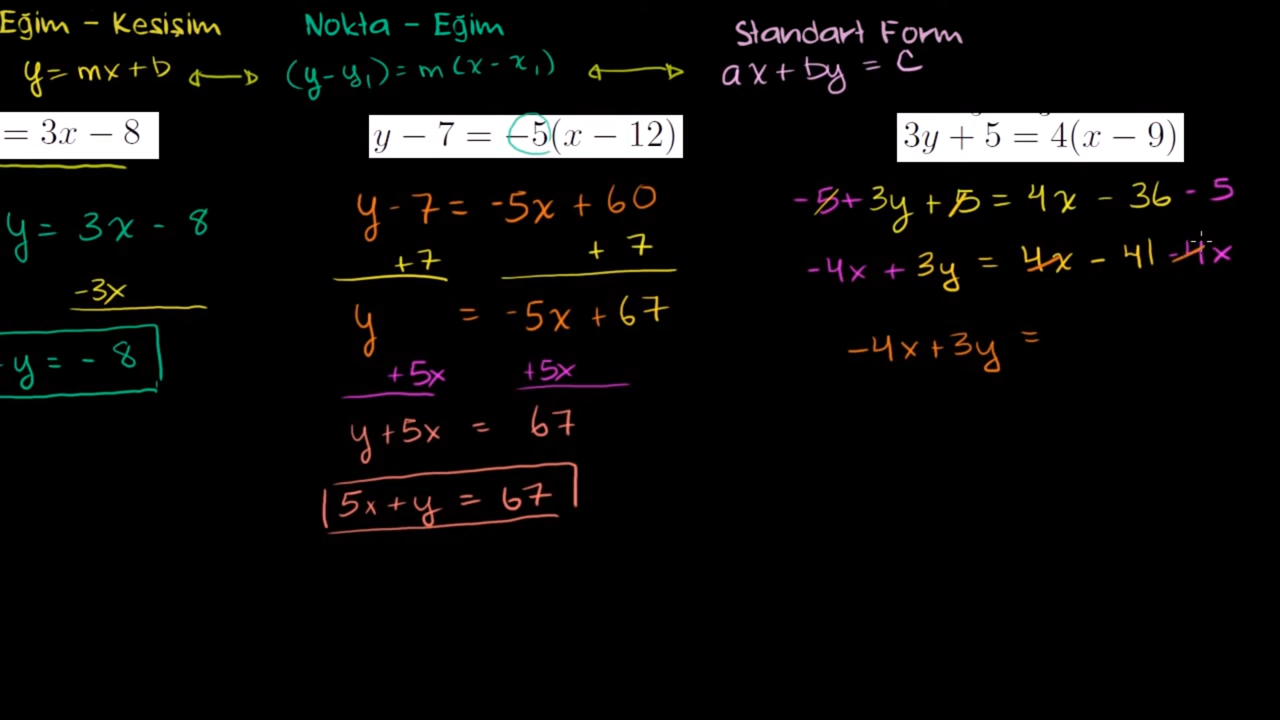 Eğim - Kesişim
y = mx + b
= 3x − 8
y = 3x - 8
-3x
y = - 8
Nokta - Eğim
(y - y₁) = m (x - x₁)
y − 7 = −5(x − 12)
y - 7 = -5x + 60
+7 + 7
y = -5x + 67
+5x +5x
y + 5x = 67
5x + y = 67
Standart Form
ax + by = c
3y + 5 = 4(x − 9)
-5 + 3y + 5 = 4x - 36 - 5
-4x + 3y = 4x - 41 - 4x
-4x + 3y =